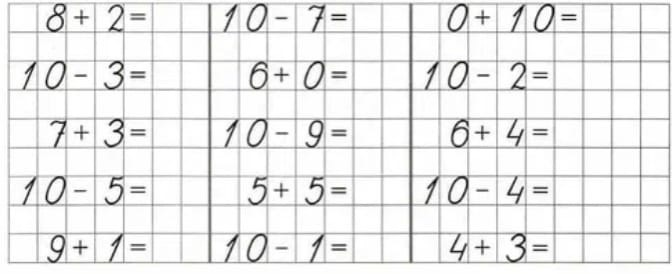 8 + 2 = 10 - 7 = 0 + 10 =
10 - 3 = 6 + 0 = 10 - 2 =
7 + 3 = 10 - 9 = 6 + 4 =
10 - 5 = 5 + 5 = 10 - 4 =
9 + 1 = 10 - 1 = 4 + 3 =